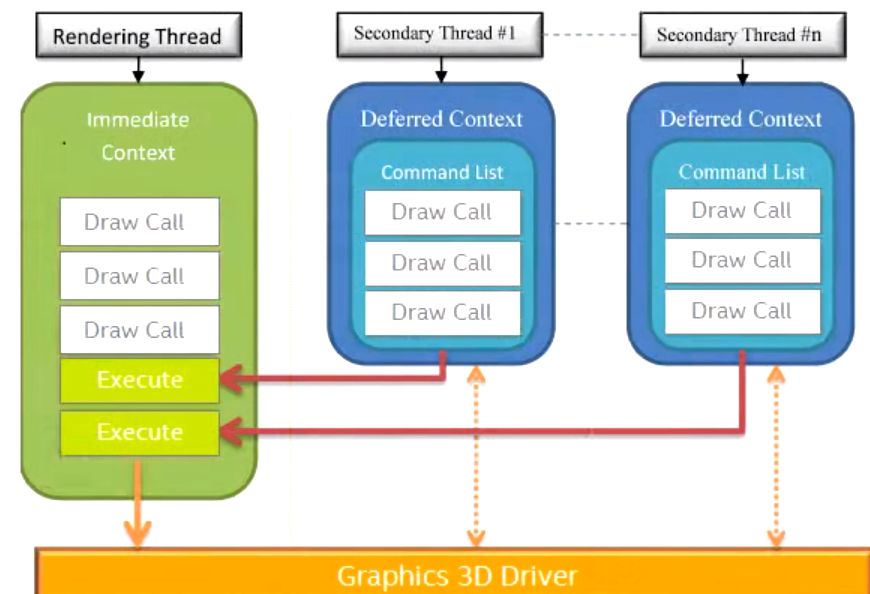 Rendering Thread
Secondary Thread #1
Secondary Thread #n
Immediate
Context
Draw Call
Draw Call
Draw Call
Execute
Execute
Deferred Context
Command List
Draw Call
Draw Call
Draw Call
Deferred Context
Command List
Draw Call
Draw Call
Draw Call
Graphics 3D Driver